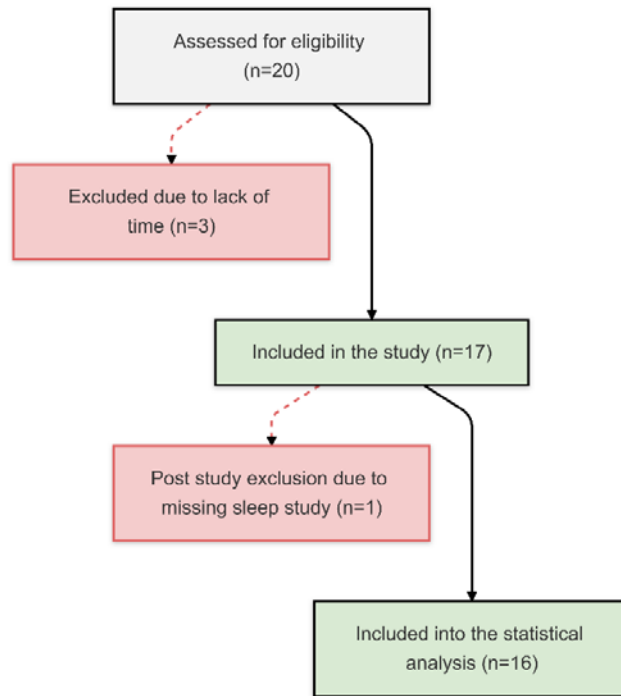 Assessed for eligibility
(n=20)
Excluded due to lack of
time (n=3)
Included in the study (n=17)
Post study exclusion due to
missing sleep study (n=1)
Included into the statistical
analysis (n=16)